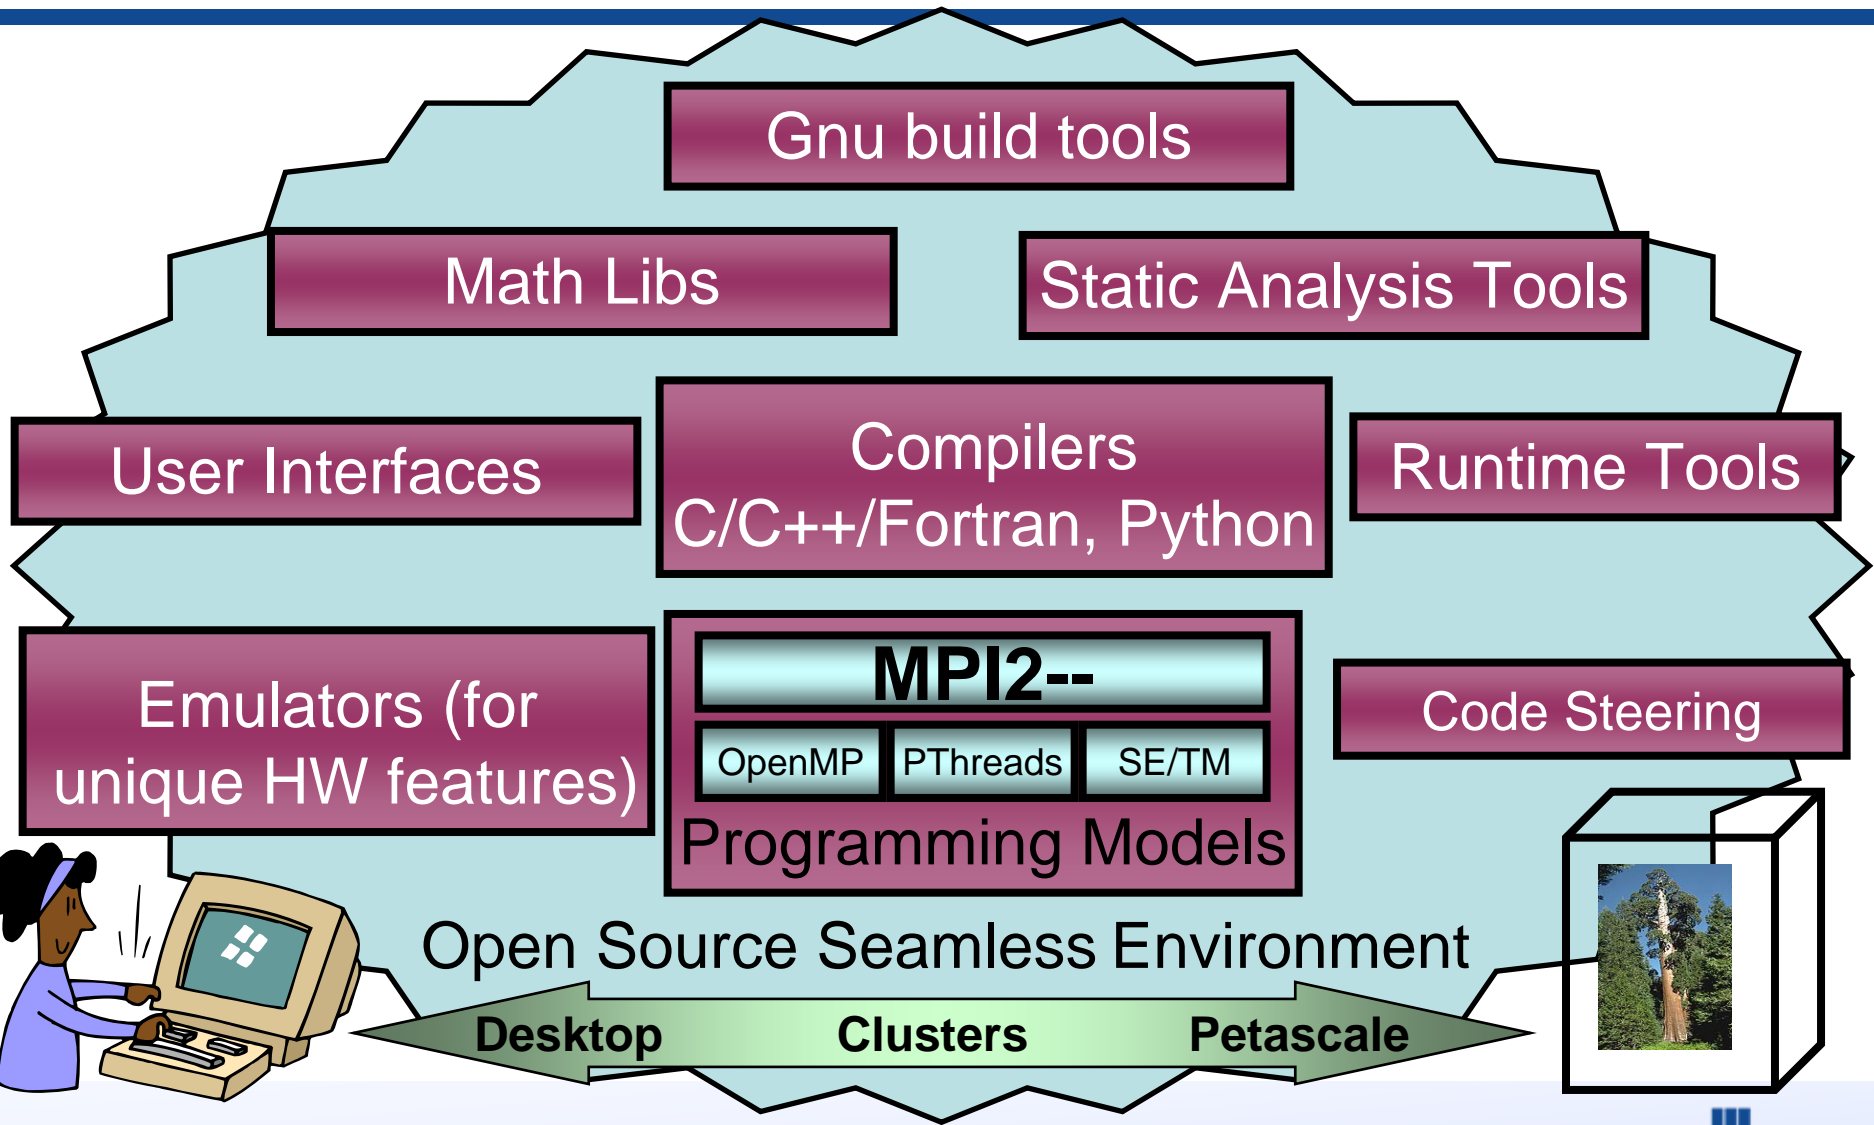 Gnu build tools
Math Libs
Static Analysis Tools
User Interfaces
Compilers
C/C++/Fortran, Python
Runtime Tools
Emulators (for
unique HW features)
MPI2--
OpenMP
PThreads
SE/TM
Programming Models
Code Steering
Open Source Seamless Environment
Desktop
Clusters
Petascale